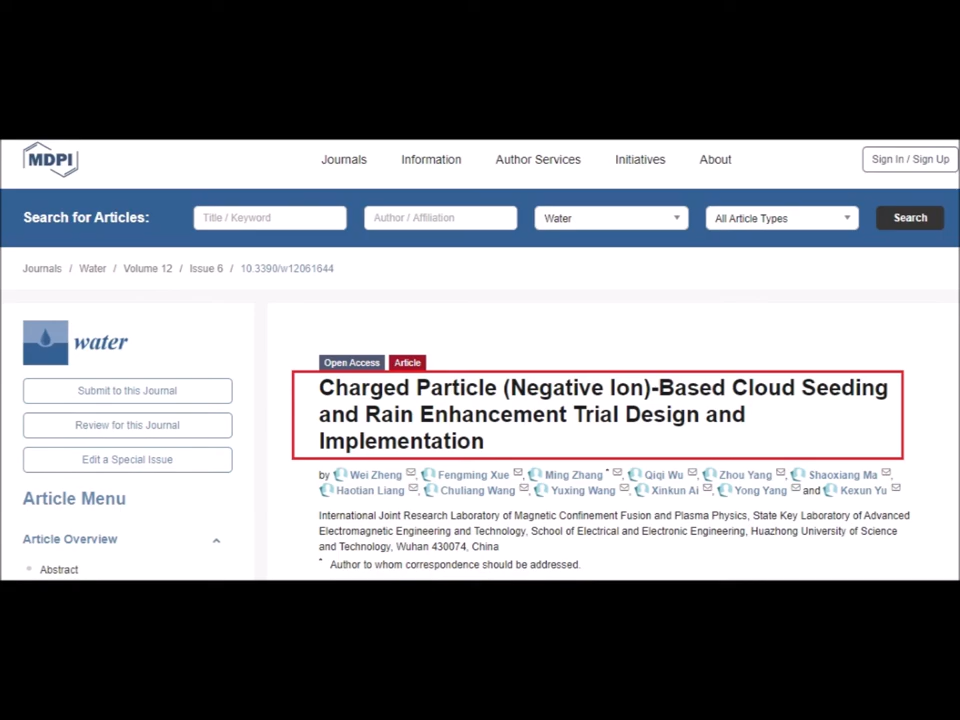 MDPI
Journals Information Author Services Initiatives About Sign In / Sign Up
Search for Articles: Title / Keyword Author / Affiliation Water All Article Types Search
Journals / Water / Volume 12 / Issue 6 / 10.3390/w12061644
water
Submit to this Journal
Review for this Journal
Edit a Special Issue
Article Menu
Article Overview
Abstract
Open Access Article
Charged Particle (Negative Ion)-Based Cloud Seeding
and Rain Enhancement Trial Design and
Implementation
by Wei Zheng, Fengming Xue, Ming Zhang *, Qiqi Wu, Zhou Yang, Shaoxiang Ma,
Haotian Liang, Chuliang Wang, Yuxing Wang, Xinkun Ai, Yong Yang and Kexun Yu
International Joint Research Laboratory of Magnetic Confinement Fusion and Plasma Physics, State Key Laboratory of Advanced
Electromagnetic Engineering and Technology, School of Electrical and Electronic Engineering, Huazhong University of Science
and Technology, Wuhan 430074, China
* Author to whom correspondence should be addressed.